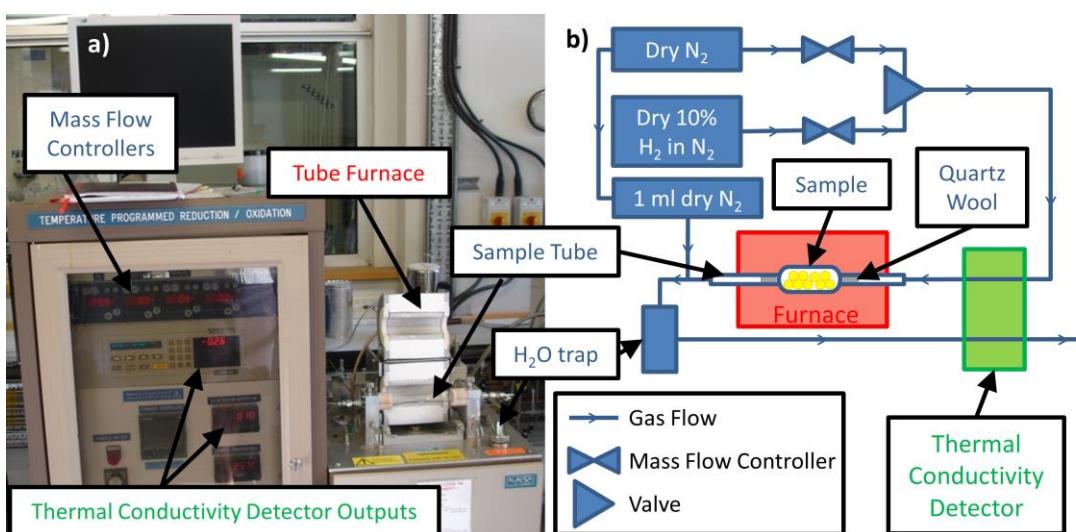 a)
Mass Flow
Controllers
Tube Furnace
TEMPERATURE PROGRAMMED REDUCTION / OXIDATION
Sample Tube
H₂O trap
Thermal Conductivity Detector Outputs
b)
Dry N₂
Dry 10%
H₂ in N₂
1 ml dry N₂
Sample
Quartz
Wool
Furnace
Gas Flow
Mass Flow Controller
Valve
Thermal
Conductivity
Detector